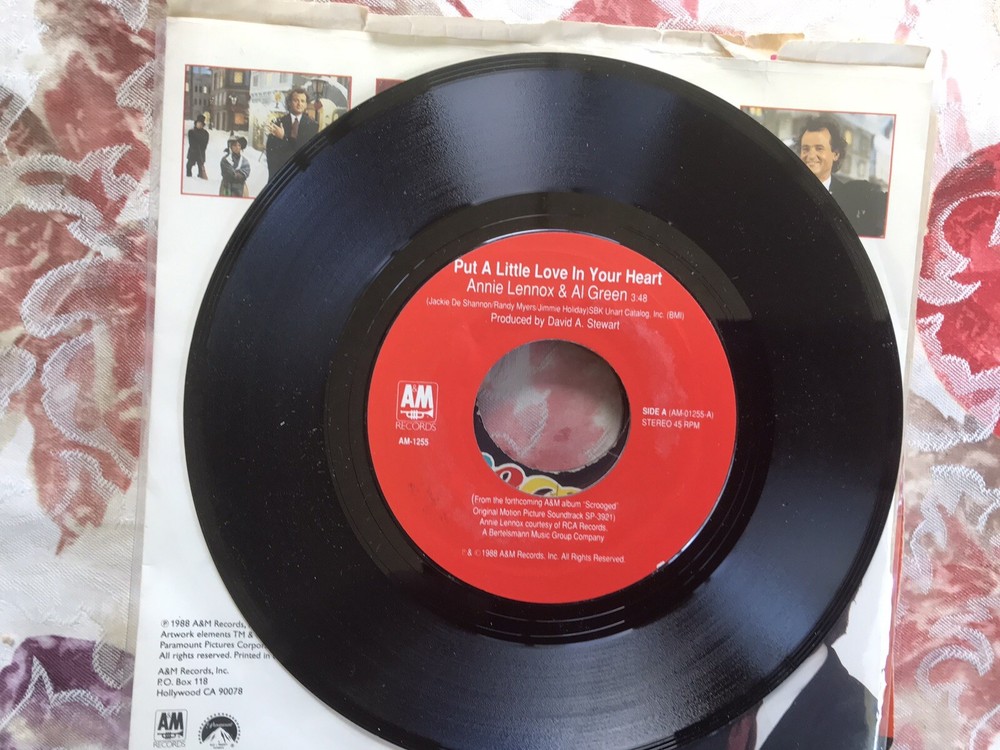 Put A Little Love In Your Heart
Annie Lennox & Al Green 3:48
(Jackie De Shannon/Randy Myers/Jimmie Holiday)SBK Unart Catalog, Inc. (BMI)
Produced by David A. Stewart
A&M
RECORDS
AM-1255
SIDE A (AM-01255-A)
STEREO 45 RPM
(From the forthcoming A&M album "Scrooged"
Original Motion Picture Soundtrack SP-3921)
Annie Lennox courtesy of RCA Records,
A Bertelsmann Music Group Company
℗ & © 1988 A&M Records, Inc. All Rights Reserved.
℗ 1988 A&M Records,
Artwork elements TM &
Paramount Pictures
All rights reserved. Printed in
A&M Records, Inc.
P.O. Box 118
Hollywood CA 90078
A&M
RECORDS
Paramount